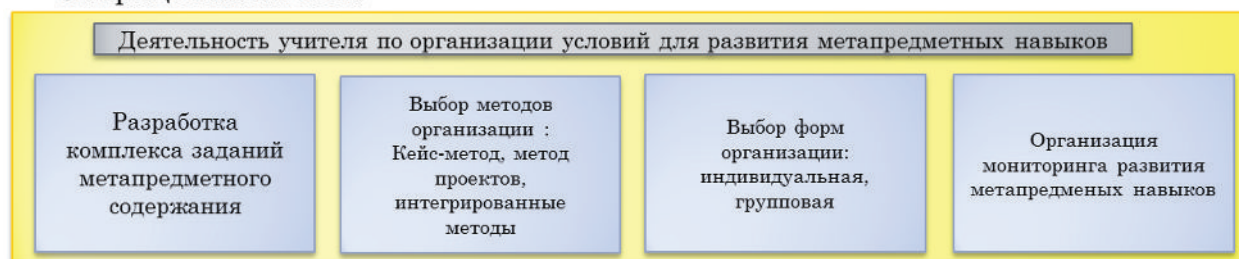 Деятельность учителя по организации условий для развития метапредметных навыков
Разработка
комплекса заданий
метапредметного
содержания
Выбор методов
организации :
Кейс-метод, метод
проектов,
интегрированные
методы
Выбор форм
организации:
индивидуальная,
групповая
Организация
мониторинга развития
метапредменых навыков